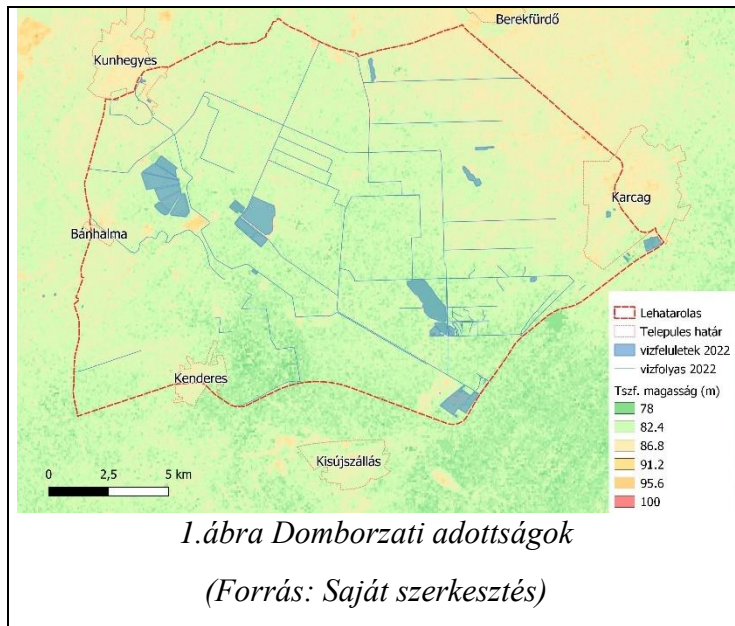 Berekfürdő
Kunhegyes
Karcag
Bánhalma
Kenderes
Kisújszállás
Lehatarolas
Telepules határ
vizfeluletek 2022
vizfolyas 2022
Tszf. magasság (m)
78
82.4
86.8
91.2
95.6
100
0 2,5 5 km
1.ábra Domborzati adottságok
(Forrás: Saját szerkesztés)